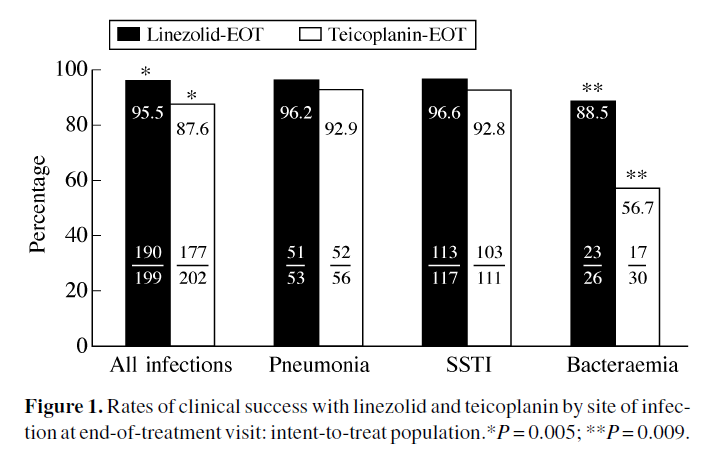 Linezolid-EOT Teicoplanin-EOT
Percentage
100
80
60
40
20
0
* * ** **
95.5 87.6 96.2 92.9 96.6 92.8 88.5 56.7
190 177 51 52 113 103 23 17
199 202 53 56 117 111 26 30
All infections Pneumonia SSTI Bacteraemia
Figure 1. Rates of clinical success with linezolid and teicoplanin by site of infec-
tion at end-of-treatment visit: intent-to-treat population.*P = 0.005; **P = 0.009.